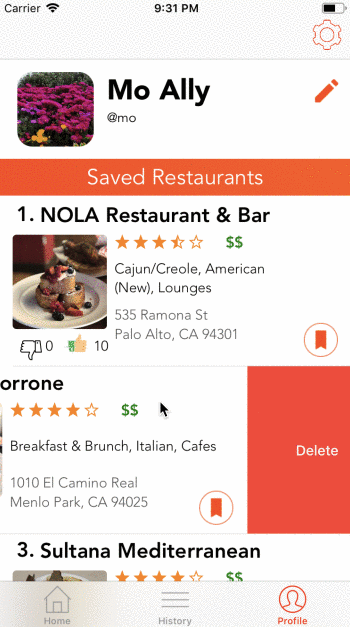 Carrier 9:31 PM
Mo Ally
@mo
Saved Restaurants
1. NOLA Restaurant & Bar
$$
Cajun/Creole, American
(New), Lounges
535 Ramona St
Palo Alto, CA 94301
0 10
orrone
$$
Delete
Breakfast & Brunch, Italian, Cafes
1010 El Camino Real
Menlo Park, CA 94025
3. Sultana Mediterranean
$$
Home History Profile